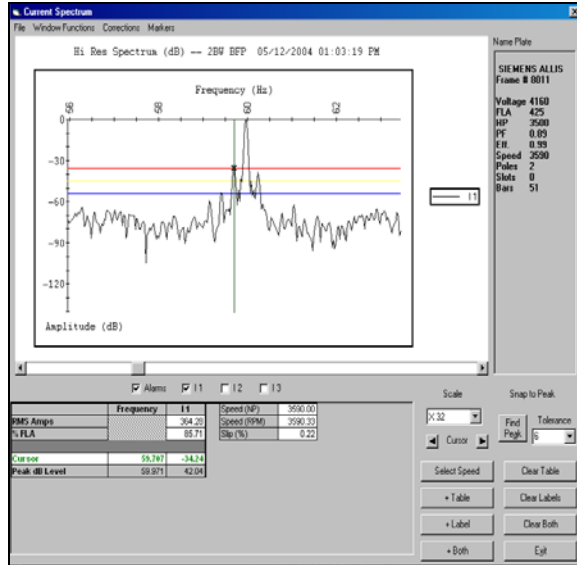 Current Spectrum
File Window Functions Corrections Markers
Hi Res Spectrum (dB) -- 2BW BFP 05/12/2004 01:03:19 PM
Name Plate
SIEMENS ALLIS
Frame # 8011
Voltage 4160
FLA 425
HP 3500
PF 0.89
Eff. 0.99
Speed 3590
Poles 2
Slots 0
Bars 51
Frequency (Hz)
56 58 60 62
0
-30
-60
-90
-120
I1
Amplitude (dB)
Alarms I1 I2 I3
Frequency I1
RMS Amps 364.28
% FLA 85.71
Cursor 59.707 -34.24
Peak dB Level 59.971 42.04
Speed (NP) 3590.00
Speed (RPM) 3590.33
Slip (%) 0.22
Scale
X 32
Cursor
Snap to Peak
Find Peak
Tolerance
6
Select Speed Clear Table
+ Table Clear Labels
+ Label Clear Both
+ Both Exit